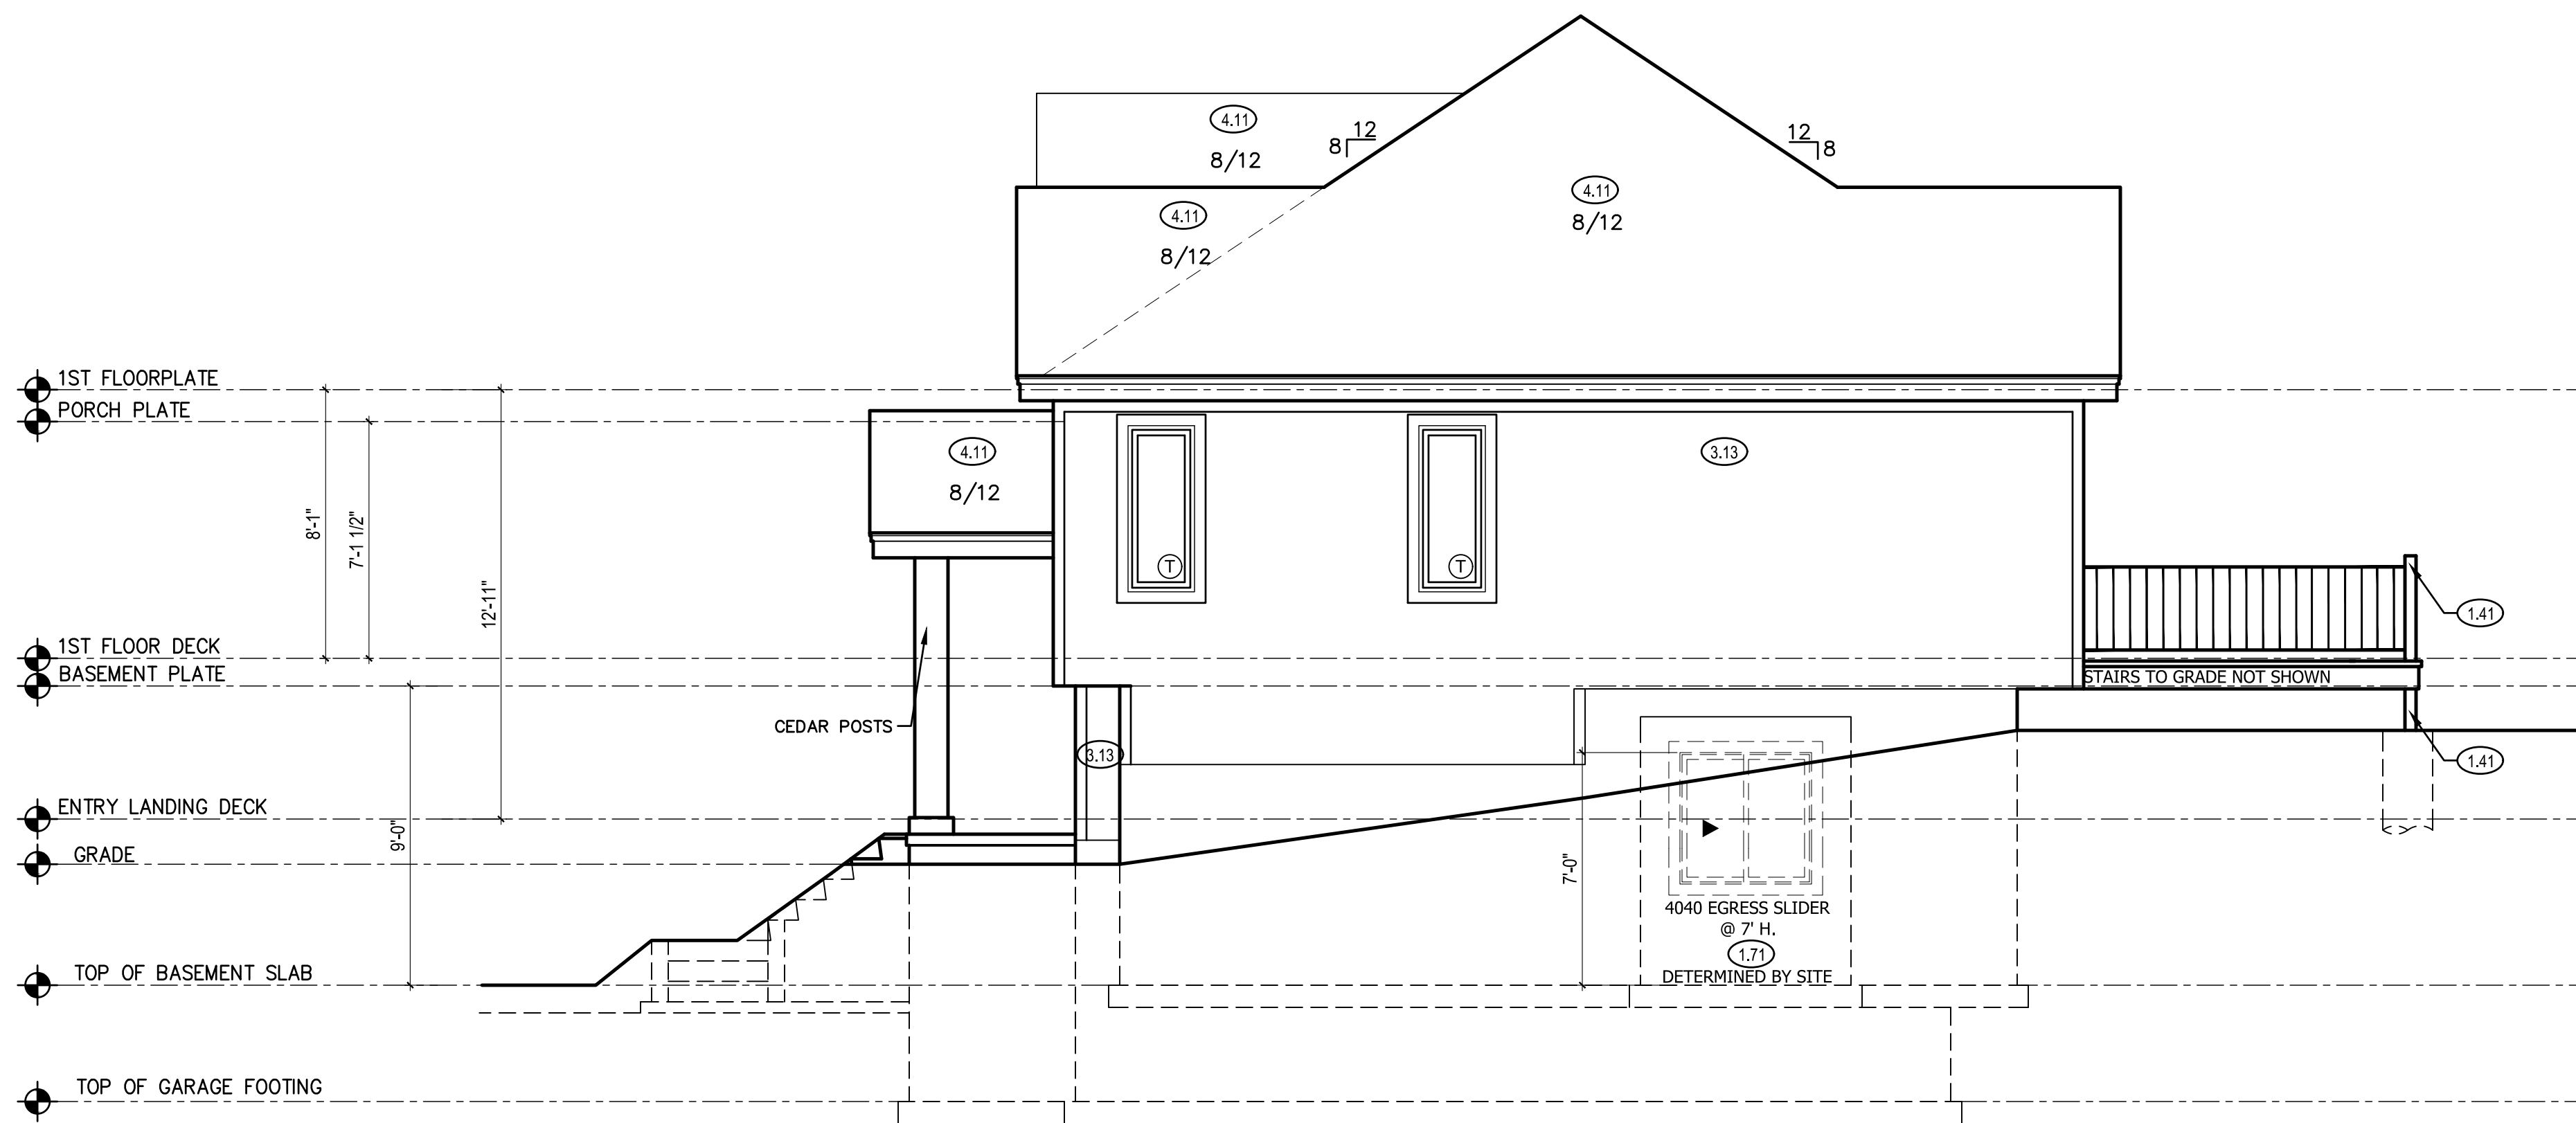 4.11
8/12
12
8
12
8
4.11
8/12
4.11
8/12
1ST FLOORPLATE
PORCH PLATE
4.11
8/12
3.13
8'-1"
7'-1 1/2"
12'-11"
T
T
1.41
1ST FLOOR DECK
BASEMENT PLATE
STAIRS TO GRADE NOT SHOWN
CEDAR POSTS
3.13
1.41
ENTRY LANDING DECK
9'-0"
GRADE
7'-0"
4040 EGRESS SLIDER
@ 7' H.
1.71
DETERMINED BY SITE
TOP OF BASEMENT SLAB
TOP OF GARAGE FOOTING